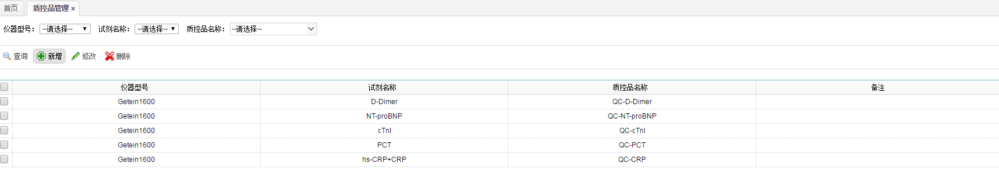 首页 质控品管理
仪器型号： --请选择-- 试剂名称： --请选择-- 质控品名称： --请选择--
查询 新增 修改 删除
仪器型号 试剂名称 质控品名称 备注
Getein1600 D-Dimer QC-D-Dimer
Getein1600 NT-proBNP QC-NT-proBNP
Getein1600 cTnI QC-cTnI
Getein1600 PCT QC-PCT
Getein1600 hs-CRP+CRP QC-CRP